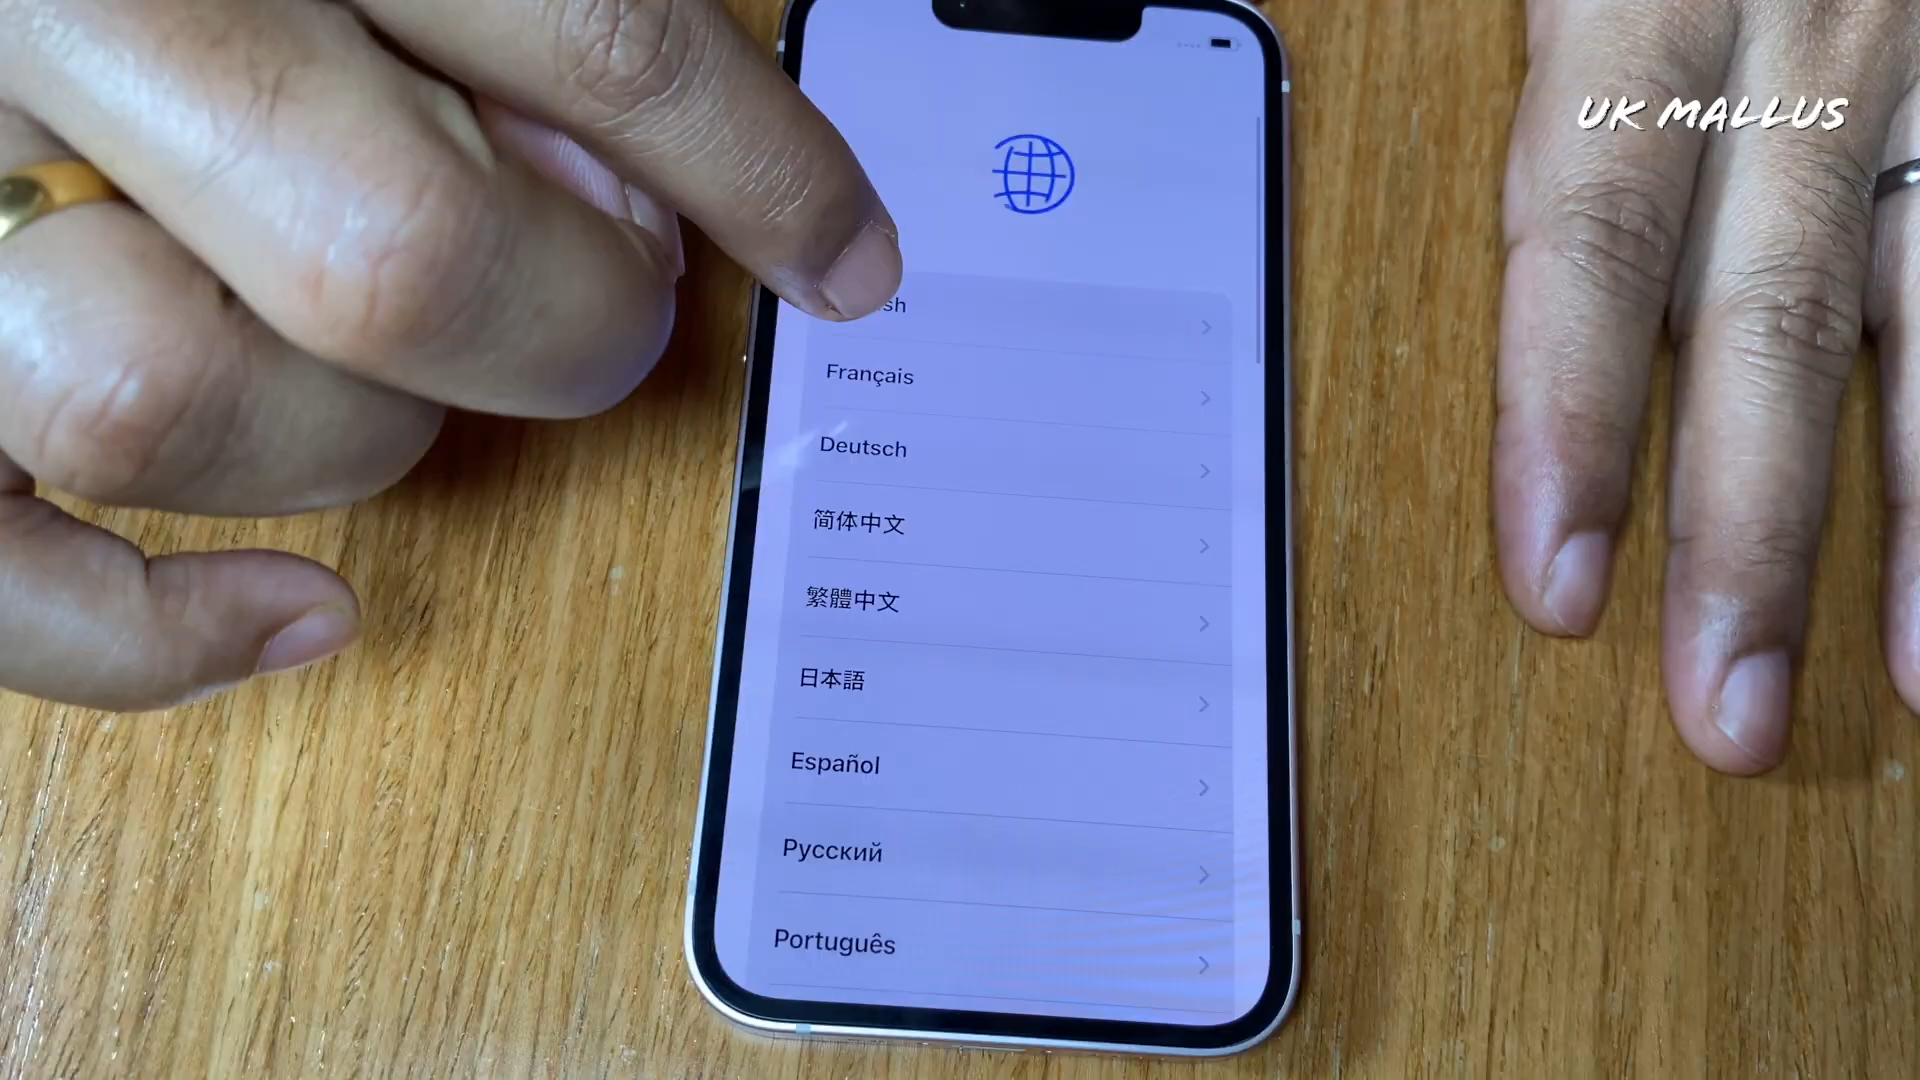 UK MALLUS
Français
Deutsch
简体中文
繁體中文
日本語
Español
Русский
Português